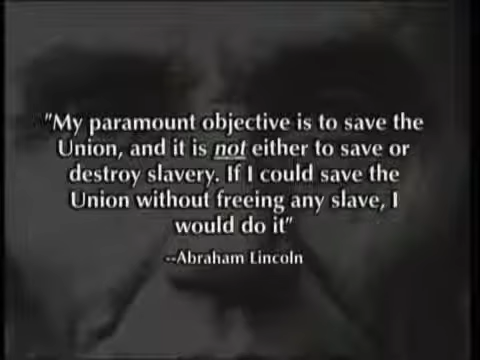 "My paramount objective is to save the
Union, and it is not either to save or
destroy slavery. If I could save the
Union without freeing any slave, I
would do it"
--Abraham Lincoln